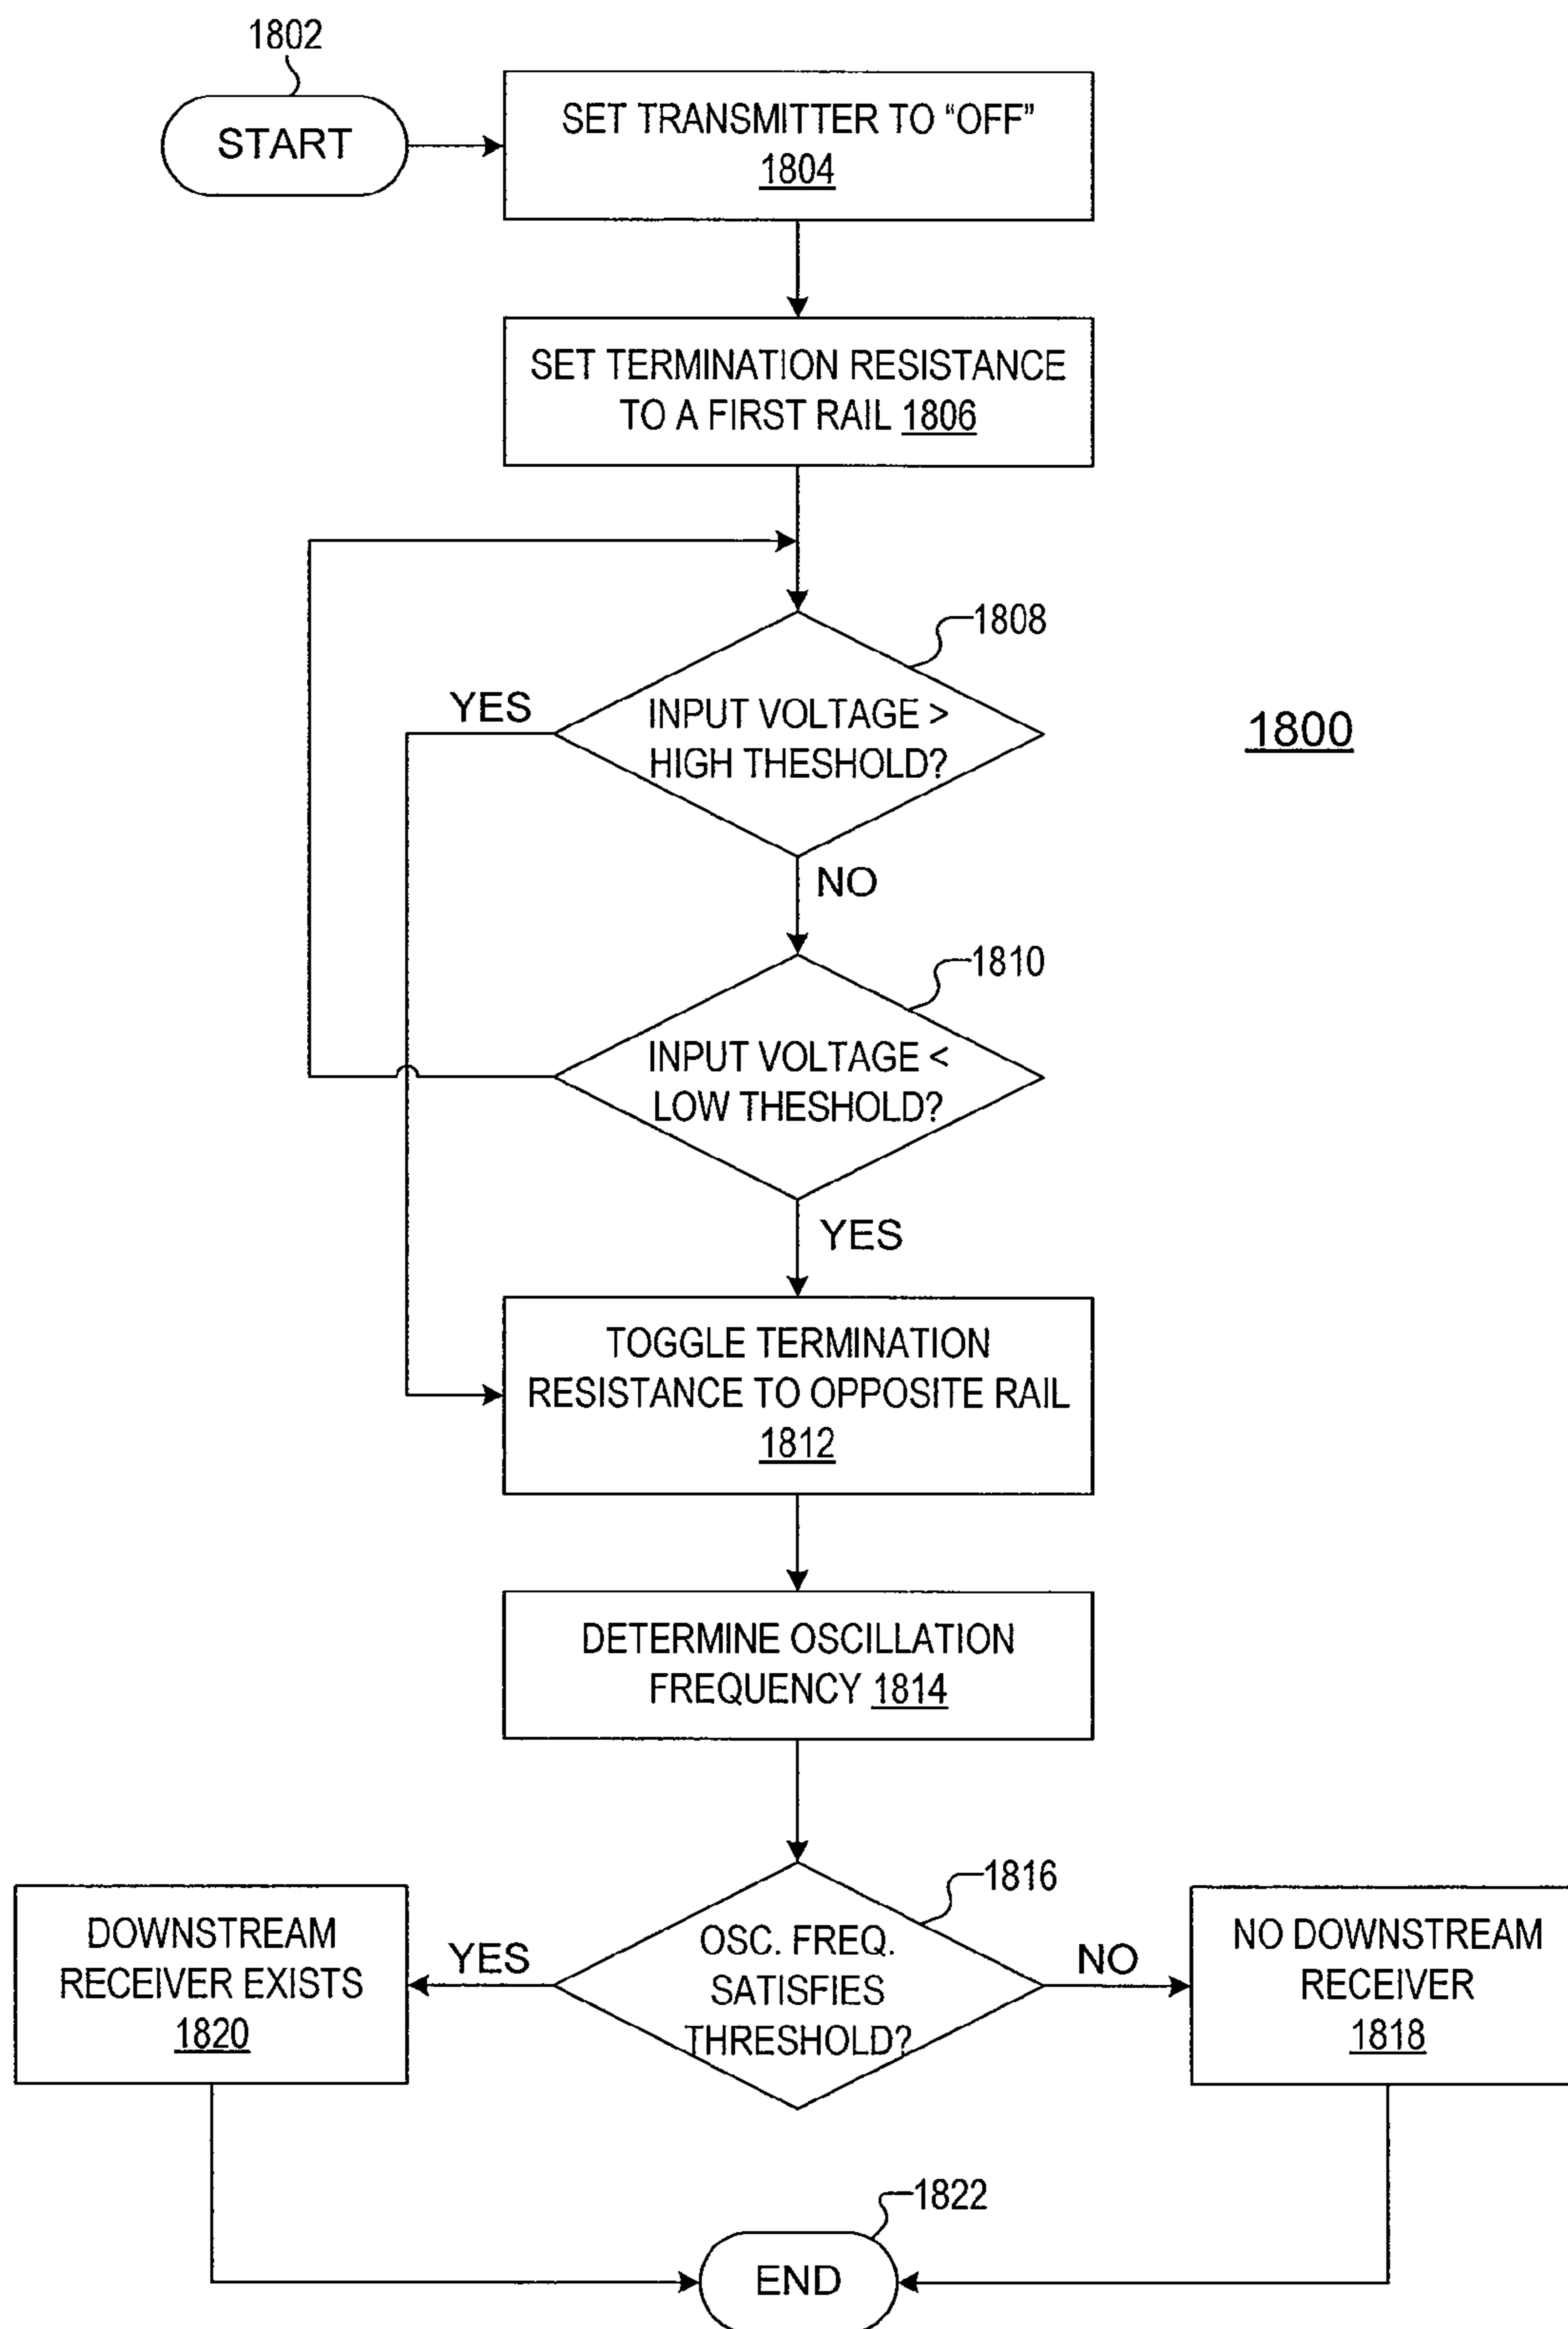 1802
START
SET TRANSMITTER TO “OFF”
1804
SET TERMINATION RESISTANCE
TO A FIRST RAIL 1806
1808
YES
INPUT VOLTAGE >
HIGH THESHOLD?
1800
NO
1810
INPUT VOLTAGE <
LOW THESHOLD?
YES
TOGGLE TERMINATION
RESISTANCE TO OPPOSITE RAIL
1812
DETERMINE OSCILLATION
FREQUENCY 1814
1816
DOWNSTREAM
RECEIVER EXISTS
1820
YES
OSC. FREQ.
SATISFIES
THRESHOLD?
NO
NO DOWNSTREAM
RECEIVER
1818
1822
END